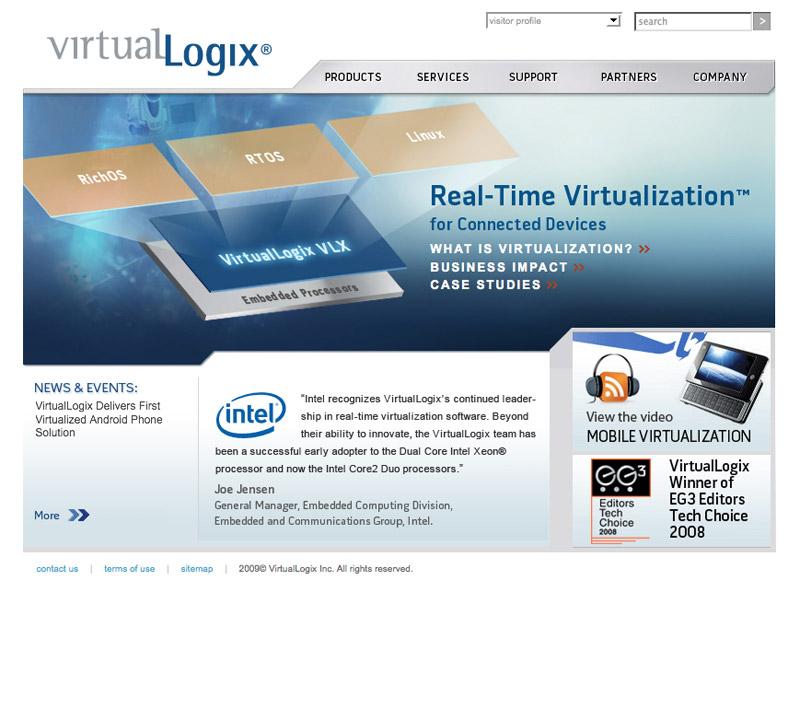 visitor profile
search
>
virtualLogix®
PRODUCTS SERVICES SUPPORT PARTNERS COMPANY
RichOS
RTOS
Linux
VirtualLogix VLX
Embedded Processors
Real-Time Virtualization™
for Connected Devices
WHAT IS VIRTUALIZATION? >>
BUSINESS IMPACT >>
CASE STUDIES >>
NEWS & EVENTS:
VirtualLogix Delivers First
Virtualized Android Phone
Solution
More >>
intel®
“Intel recognizes VirtualLogix’s continued leader-
ship in real-time virtualization software. Beyond
their ability to innovate, the VirtualLogix team has
been a successful early adopter to the Dual Core Intel Xeon®
processor and now the Intel Core2 Duo processors.”
Joe Jensen
General Manager, Embedded Computing Division,
Embedded and Communications Group, Intel.
View the video
MOBILE VIRTUALIZATION
eG3
Editors
Tech
Choice
2008
VirtualLogix
Winner of
EG3 Editors
Tech Choice
2008
contact us | terms of use | sitemap | 2009© VirtualLogix Inc. All rights reserved.